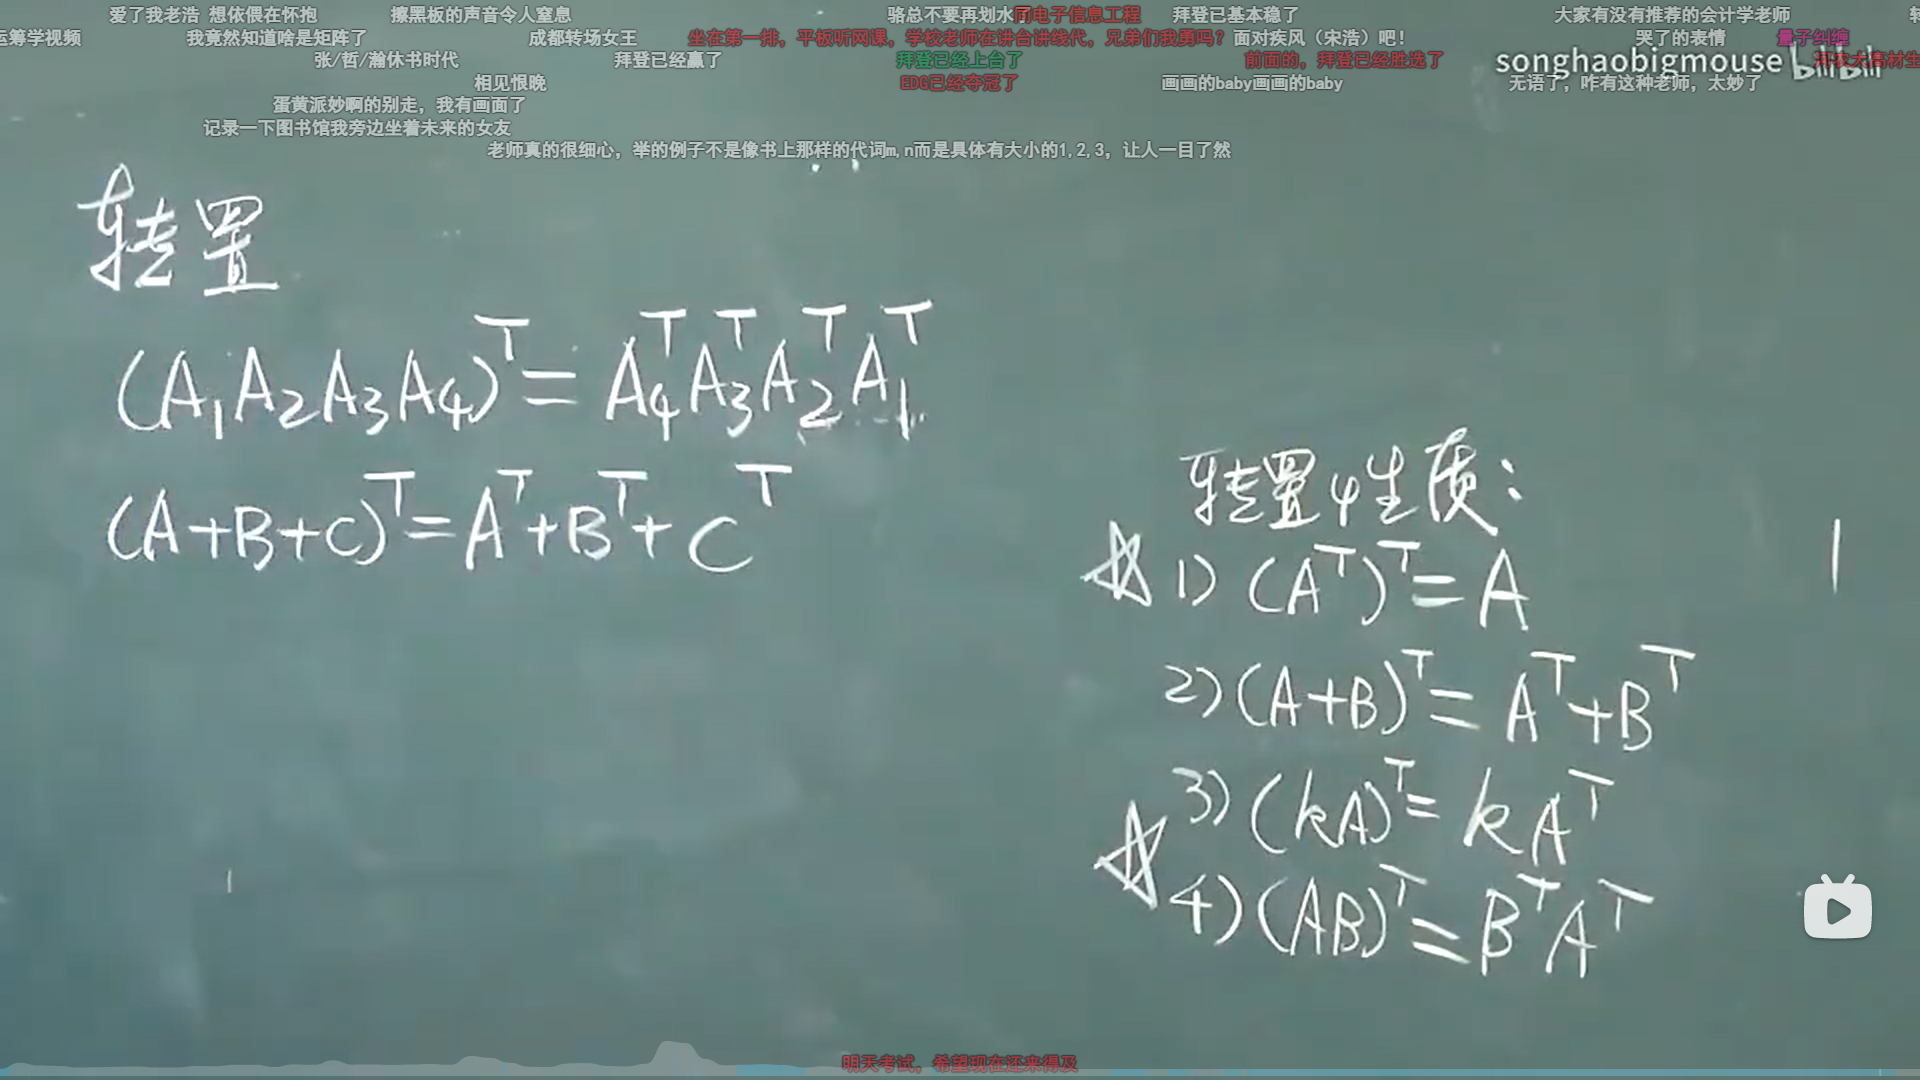 爱了我老浩 想依偎在怀抱
擦黑板的声音令人窒息
骆总不要再划水了
向电子信息工程
拜登已基本稳了
大家有没有推荐的会计学老师
运筹学视频
我竟然知道啥是矩阵了
成都转场女王
坐在第一排，平板听网课，学校老师在讲台讲线代，兄弟们我勇吗？
面对疾风（宋浩）吧！
哭了的表情
量子纠缠
张/哲/瀚休书时代
拜登已经赢了
拜登已经上台了
前面的，拜登已经胜选了
songhaobigmouse bilibili
相见恨晚
EDG已经夺冠了
画画的baby画画的baby
无语了，咋有这种老师，太妙了
蛋黄派妙啊的别走，我有画面了
记录一下图书馆我旁边坐着未来的女友
老师真的很细心，举的例子不是像书上那样的代词m,n而是具体有大小的1,2,3，让人一目了然
转置
(A₁A₂A₃A₄)ᵀ = A₄ᵀA₃ᵀA₂ᵀA₁ᵀ
(A+B+C)ᵀ = Aᵀ+Bᵀ+Cᵀ
转置 性质：
☆ 1) (Aᵀ)ᵀ = A
2) (A+B)ᵀ = Aᵀ+Bᵀ
3) (kA)ᵀ = kAᵀ
☆ 4) (AB)ᵀ = BᵀAᵀ
明天考试，希望现在还来得及